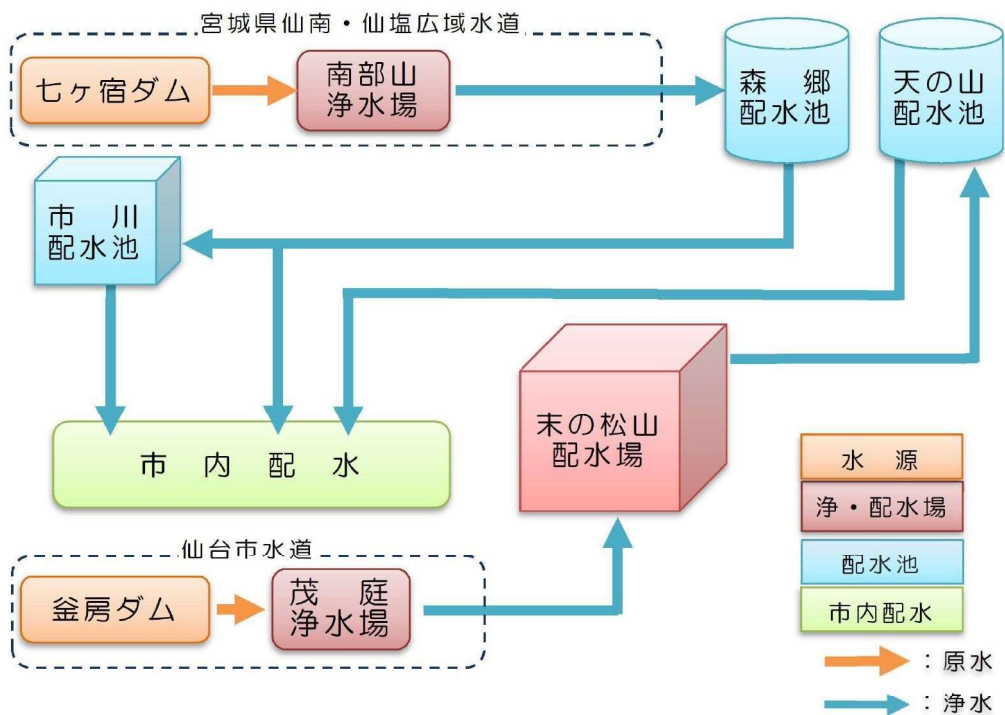 宮城県仙南・仙塩広域水道
七ヶ宿ダム
南部山
浄水場
森 郷
配水池
天の山
配水池
市 川
配水池
末の松山
配水場
市 内 配 水
仙台市水道
釜房ダム
茂 庭
浄水場
水 源
浄・配水場
配水池
市内配水
：原水
：浄水